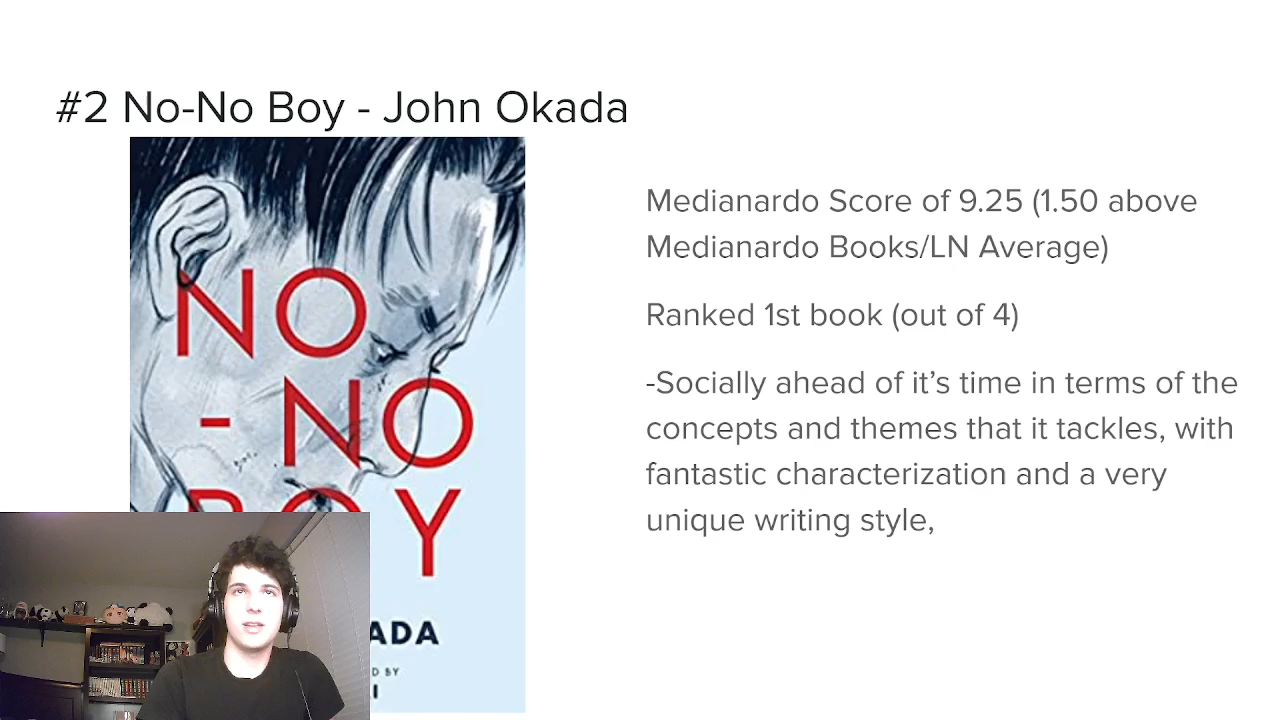 #2 No-No Boy - John Okada
Medianardo Score of 9.25 (1.50 above
Medianardo Books/LN Average)
Ranked 1st book (out of 4)
-Socially ahead of it's time in terms of the
concepts and themes that it tackles, with
fantastic characterization and a very
unique writing style,
NO
-NO
BOY